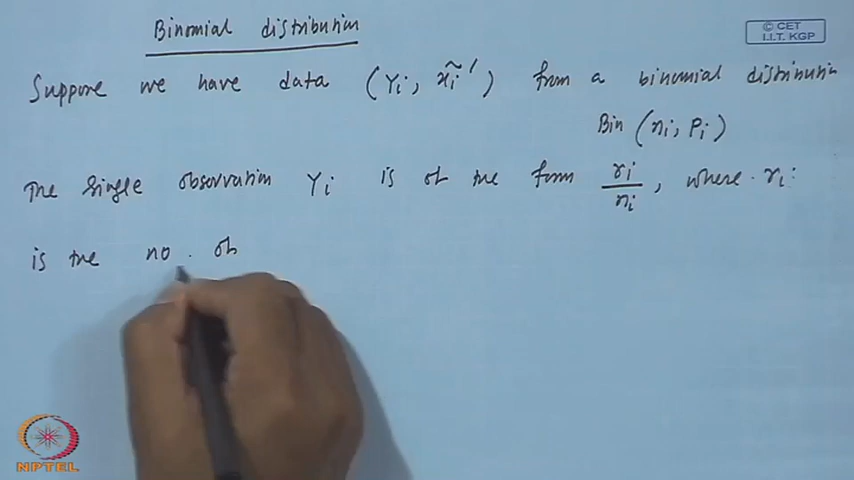 Binomial distribution
© CET
I.I.T. KGP
Suppose we have data (Yi, x̃i′) from a binomial distribution
Bin (ni, Pi)
The single observation Yi is of the form ri/ni, where ri
is the no. of
NPTEL